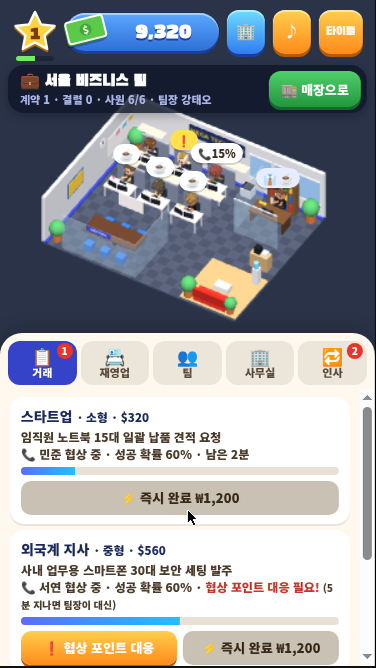 1
9,320
타이틀
서울 비즈니스 팀
계약 1 · 결렬 0 · 사원 6/6 · 팀장 강태오
매장으로
15%
거래 1
재영업
팀
사무실
인사 2
스타트업 · 소형 · $320
임직원 노트북 15대 일괄 납품 견적 요청
민준 협상 중 · 성공 확률 60% · 남은 2분
즉시 완료 ₩1,200
외국계 지사 · 중형 · $560
사내 업무용 스마트폰 30대 보안 세팅 발주
서연 협상 중 · 성공 확률 60% · 협상 포인트 대응 필요! (5
분 지나면 팀장이 대신)
협상 포인트 대응
즉시 완료 ₩1,200